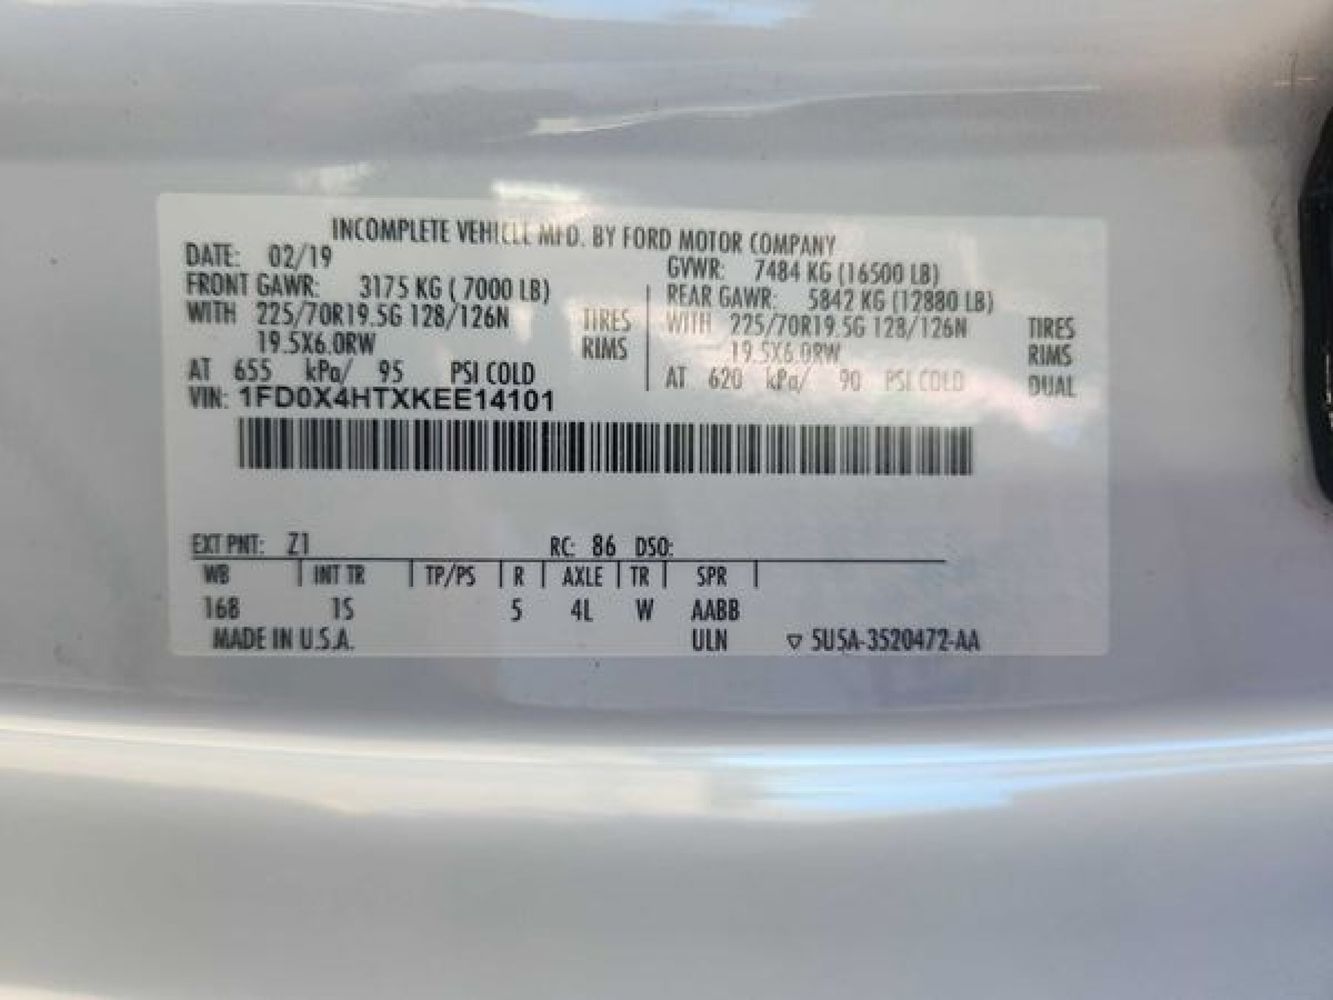 INCOMPLETE VEHICLE MFD. BY FORD MOTOR COMPANY
DATE: 02/19 GVWR: 7484 KG (16500 LB)
FRONT GAWR: 3175 KG ( 7000 LB) REAR GAWR: 5842 KG (12880 LB)
WITH 225/70R19.5G 128/126N TIRES WITH 225/70R19.5G 128/126N TIRES
19.5X6.0RW RIMS 19.5X6.0RW RIMS
AT 655 kPa/ 95 PSI COLD AT 620 kPa/ 90 PSI COLD DUAL
VIN: 1FD0X4HTXKEE14101
EXT PNT: Z1 RC: 86 DSO:
WB INT TR TP/PS R AXLE TR SPR
168 1S 5 4L W AABB
MADE IN U.S.A. ULN ▽ 5U5A-3520472-AA